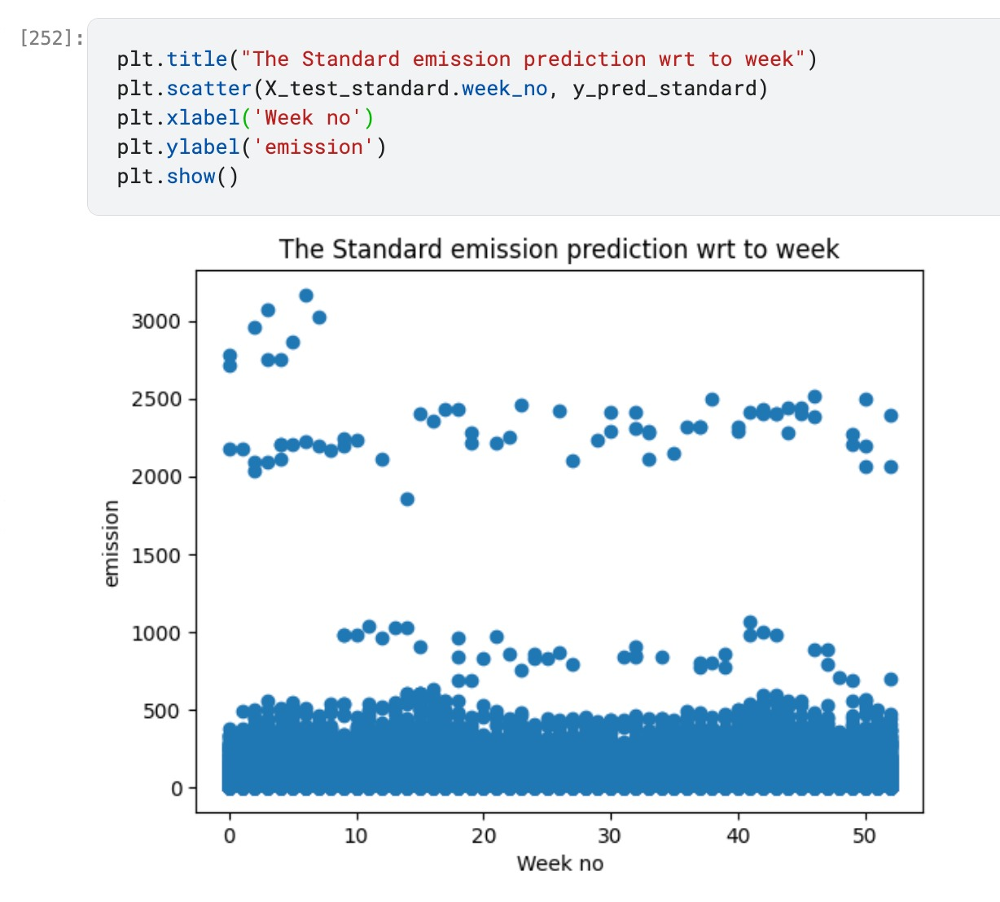 [252]:
plt.title("The Standard emission prediction wrt to week")
plt.scatter(X_test_standard.week_no, y_pred_standard)
plt.xlabel('Week no')
plt.ylabel('emission')
plt.show()
The Standard emission prediction wrt to week
3000
2500
2000
1500
1000
500
0
emission
0 10 20 30 40 50
Week no